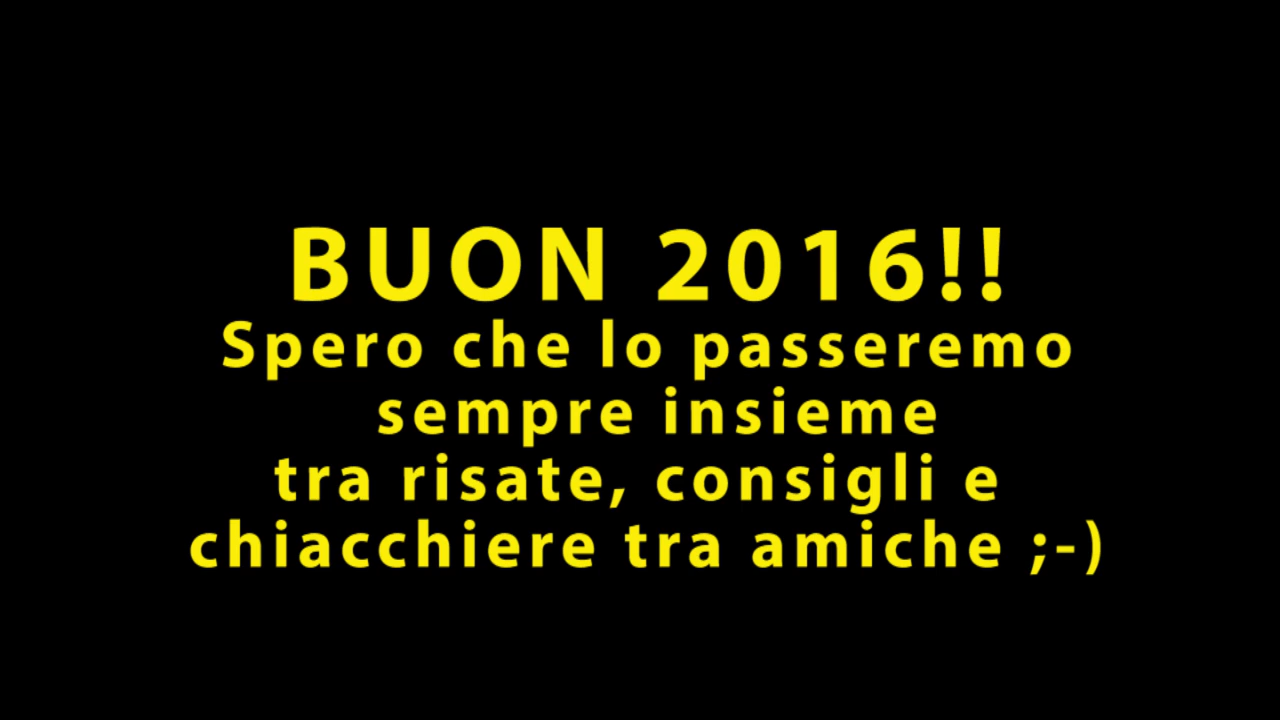 BUON 2016!!
Spero che lo passeremo
sempre insieme
tra risate, consigli e
chiacchiere tra amiche ;-)